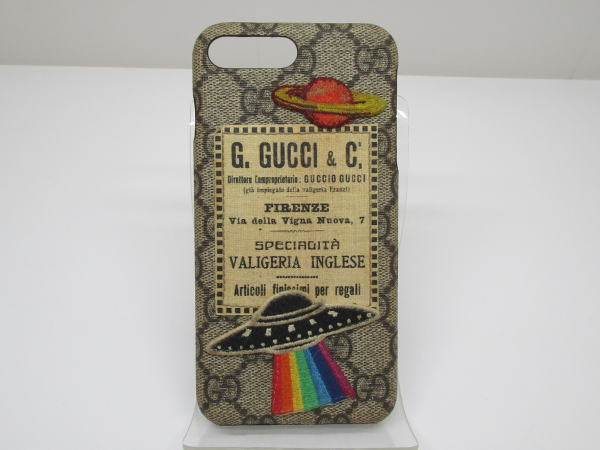 G. GUCCI & C.
Direttore Comproprietario: GUCCIO GUCCI
(già impiegato della valigeria Franzi)
FIRENZE
Via della Vigna Nuova, 7
SPECIALITÀ
VALIGERIA INGLESE
Articoli finissimi per regali